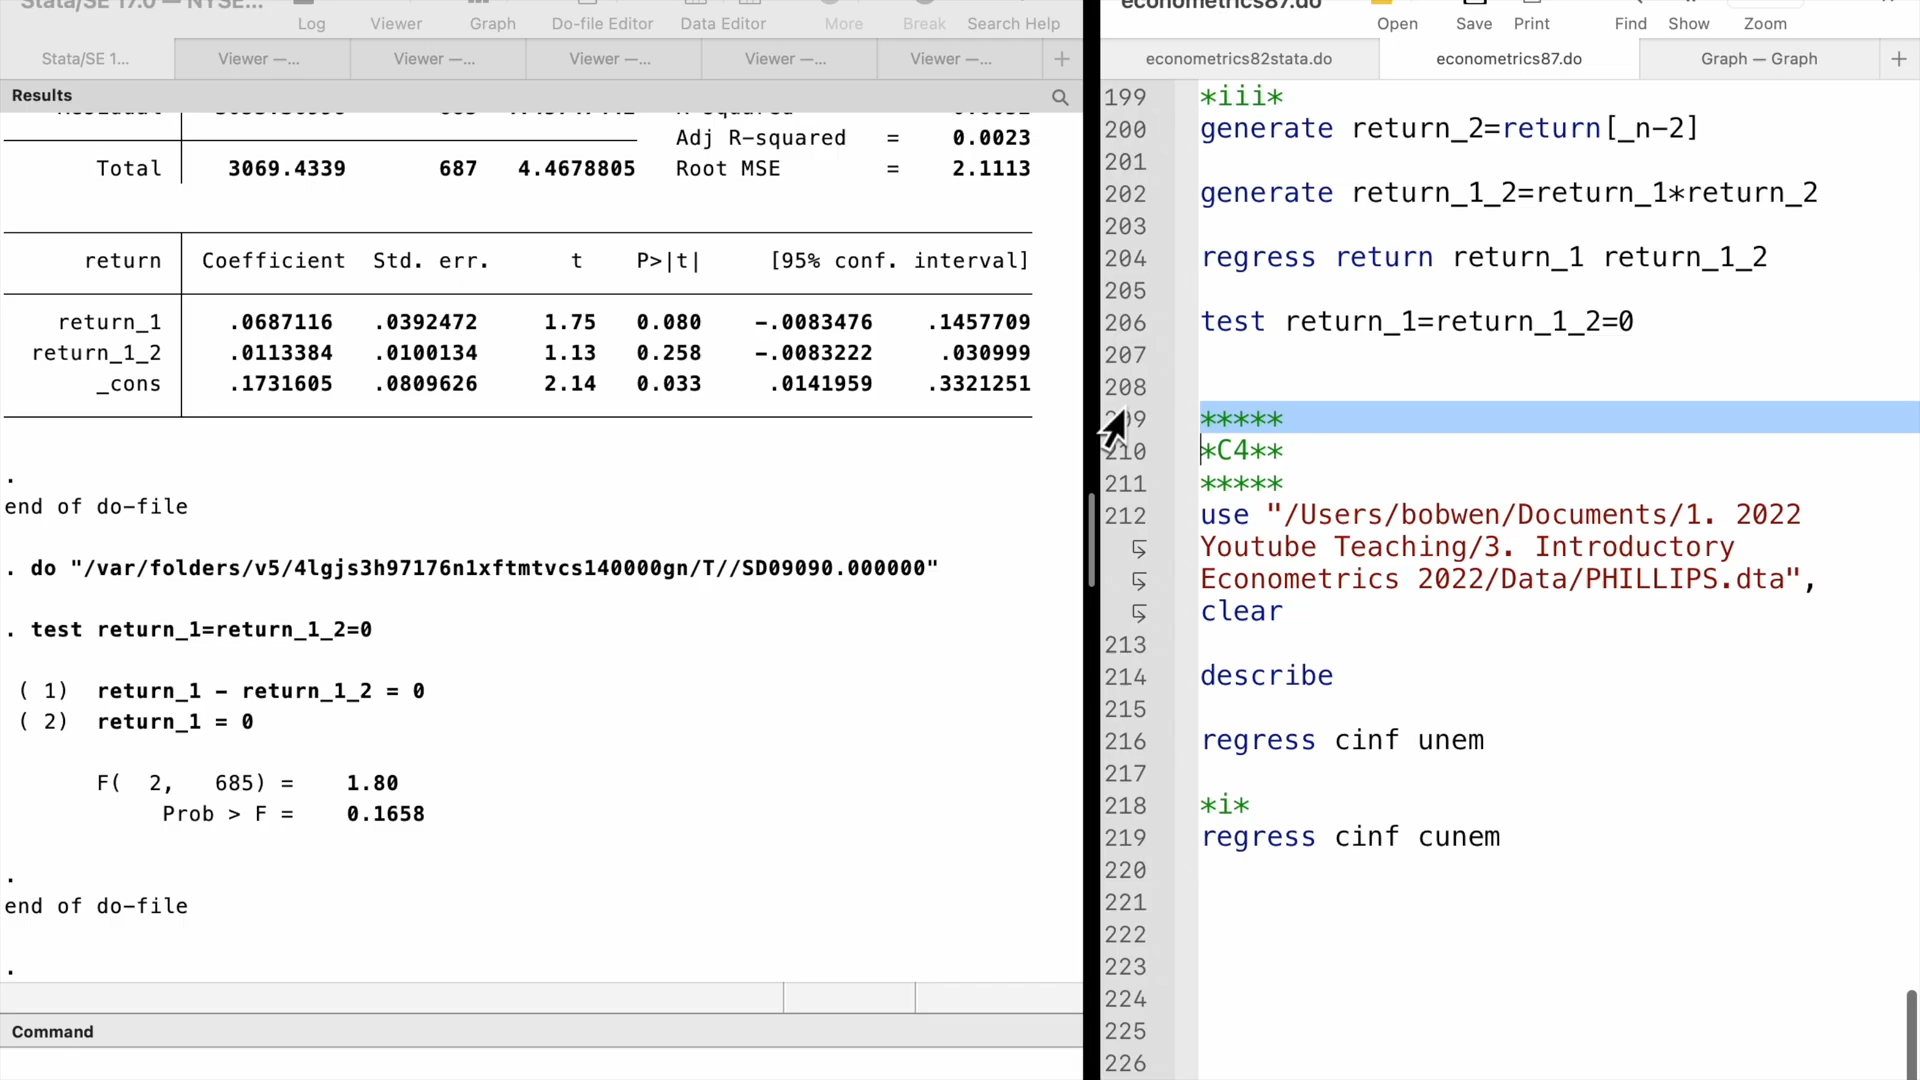 Stata/SE 17.0 — NYSE...
Log Viewer Graph Do-file Editor Data Editor More Break Search Help
Stata/SE 1... Viewer —... Viewer —... Viewer —... Viewer —... Viewer —... +
Results
Adj R-squared = 0.0023
Total 3069.4339 687 4.4678805 Root MSE = 2.1113
return Coefficient Std. err. t P>|t| [95% conf. interval]
return_1 .0687116 .0392472 1.75 0.080 -.0083476 .1457709
return_1_2 .0113384 .0100134 1.13 0.258 -.0083222 .030999
_cons .1731605 .0809626 2.14 0.033 .0141959 .3321251
.
end of do-file
. do "/var/folders/v5/4lgjs3h97176n1xftmtvcs140000gn/T//SD09090.000000"
. test return_1=return_1_2=0
( 1) return_1 - return_1_2 = 0
( 2) return_1 = 0
F( 2, 685) = 1.80
Prob > F = 0.1658
.
end of do-file
.
Command
econometrics87.do
Open Save Print Find Show Zoom
econometrics82stata.do econometrics87.do Graph — Graph +
199 *iii*
200 generate return_2=return[_n-2]
201
202 generate return_1_2=return_1*return_2
203
204 regress return return_1 return_1_2
205
206 test return_1=return_1_2=0
207
208
209 *****
210 *C4**
211 *****
212 use "/Users/bobwen/Documents/1. 2022
Youtube Teaching/3. Introductory
Econometrics 2022/Data/PHILLIPS.dta",
clear
213
214 describe
215
216 regress cinf unem
217
218 *i*
219 regress cinf cunem
220
221
222
223
224
225
226